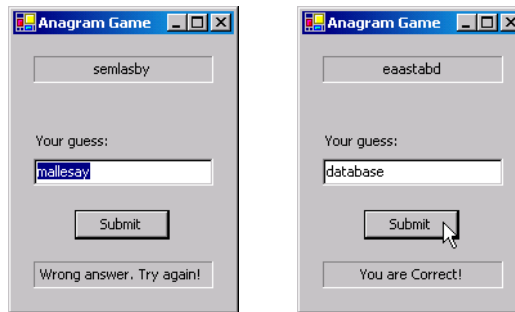 Anagram Game
semlasby
Your guess:
mallesay
Submit
Wrong answer. Try again!
Anagram Game
eaastabd
Your guess:
database
Submit
You are Correct!